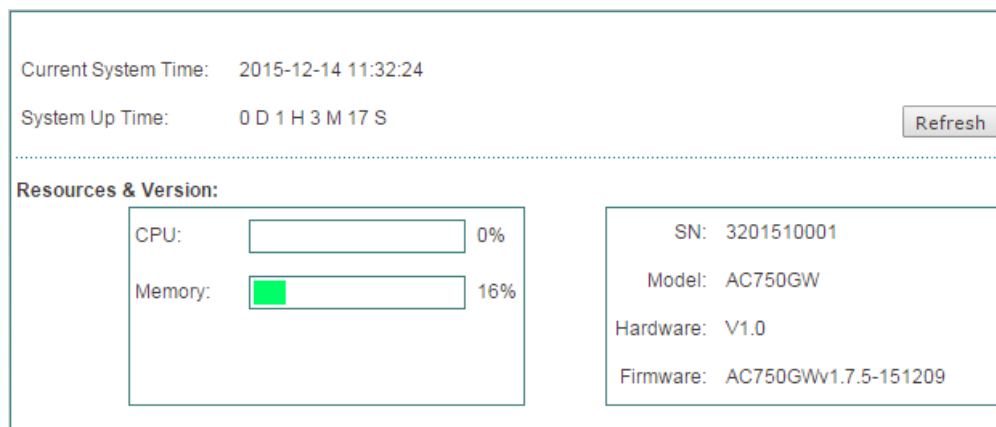 Current System Time: 2015-12-14 11:32:24
System Up Time: 0 D 1 H 3 M 17 S
Refresh
Resources & Version:
CPU: 0%
Memory: 16%
SN: 3201510001
Model: AC750GW
Hardware: V1.0
Firmware: AC750GWv1.7.5-151209